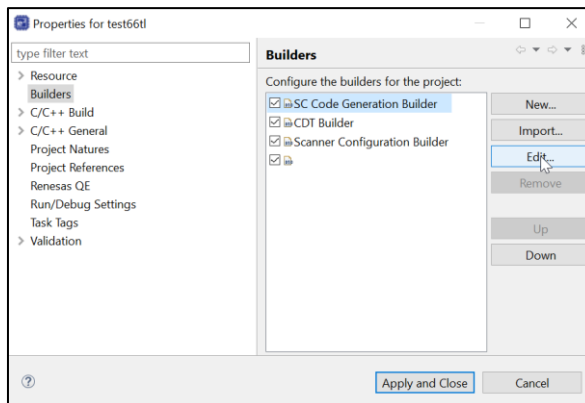 Properties for test66tl
type filter text
Resource
Builders
C/C++ Build
C/C++ General
Project Natures
Project References
Renesas QE
Run/Debug Settings
Task Tags
Validation
Builders
Configure the builders for the project:
SC Code Generation Builder
CDT Builder
Scanner Configuration Builder
New...
Import...
Edit...
Remove
Up
Down
Apply and Close
Cancel